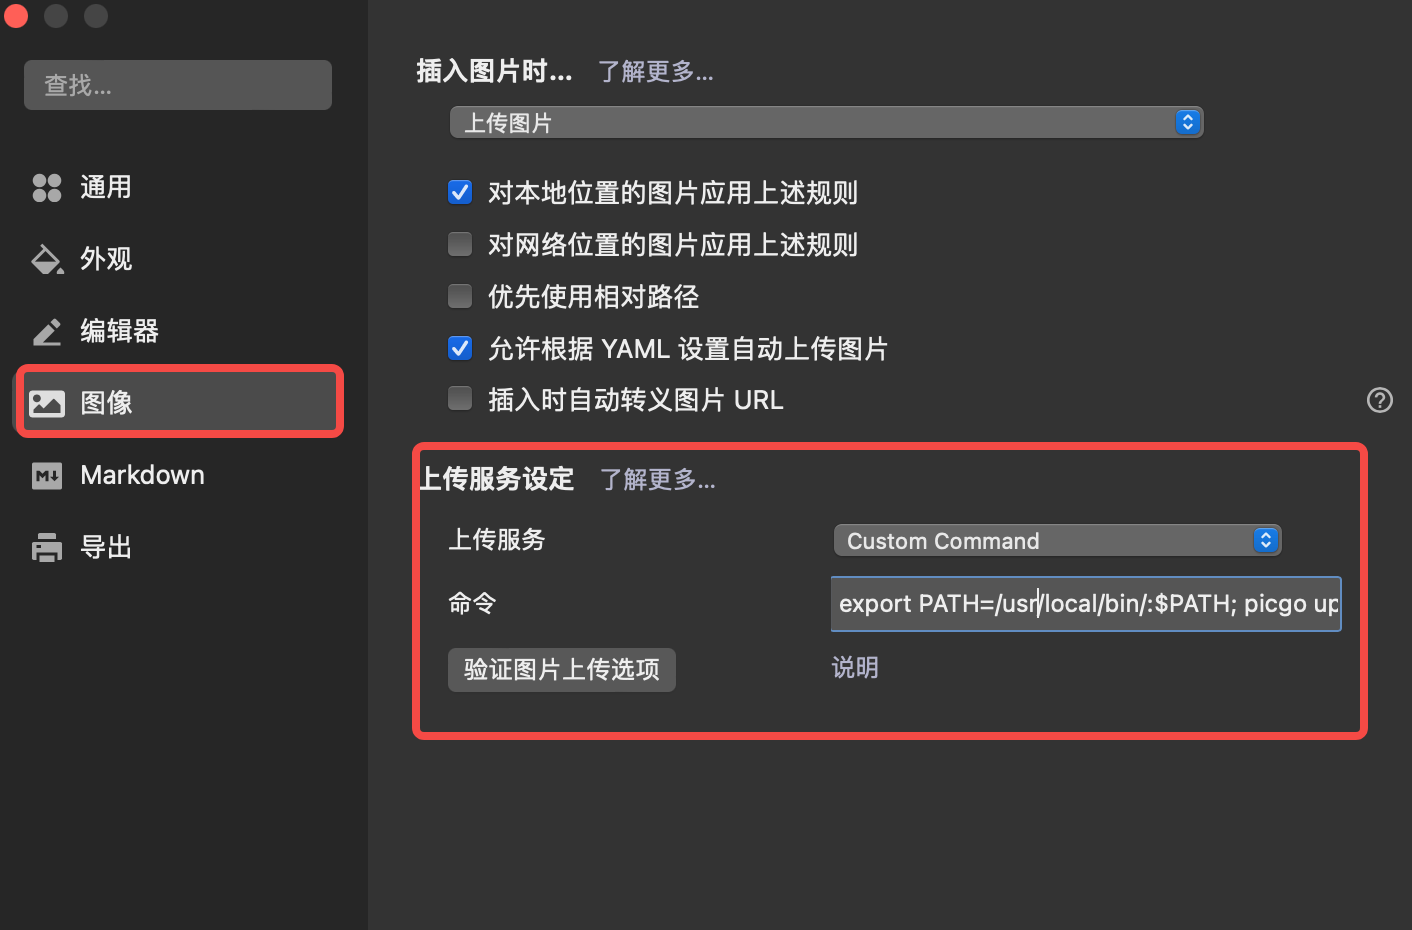 查找...
通用
外观
编辑器
图像
Markdown
导出
插入图片时... 了解更多...
上传图片
对本地位置的图片应用上述规则
对网络位置的图片应用上述规则
优先使用相对路径
允许根据 YAML 设置自动上传图片
插入时自动转义图片 URL
上传服务设定 了解更多...
上传服务 Custom Command
命令 export PATH=/usr/local/bin/:$PATH; picgo up
验证图片上传选项 说明